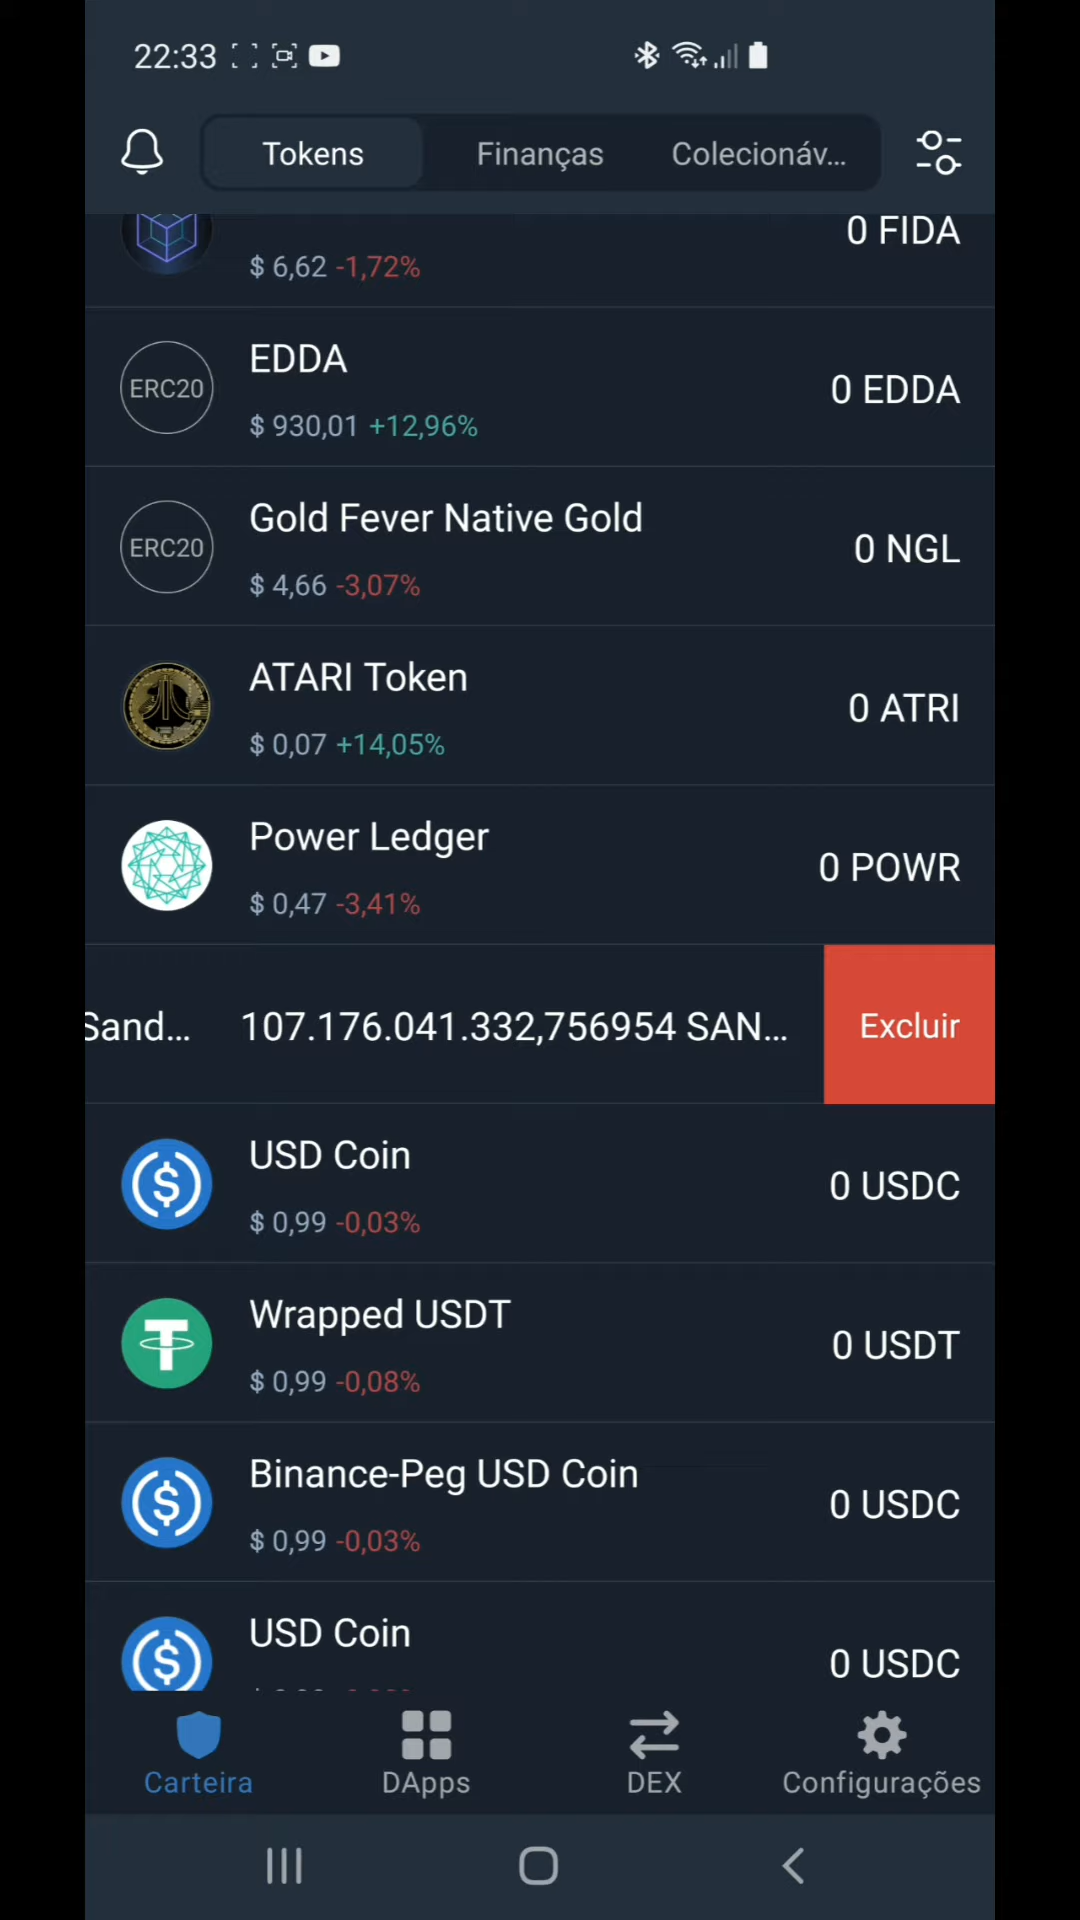 22:33
Tokens Finanças Colecionáv...
0 FIDA
$ 6,62 -1,72%
ERC20
EDDA
$ 930,01 +12,96%
0 EDDA
ERC20
Gold Fever Native Gold
$ 4,66 -3,07%
0 NGL
ATARI Token
$ 0,07 +14,05%
0 ATRI
Power Ledger
$ 0,47 -3,41%
0 POWR
Sand... 107.176.041.332,756954 SAN... Excluir
USD Coin
$ 0,99 -0,03%
0 USDC
Wrapped USDT
$ 0,99 -0,08%
0 USDT
Binance-Peg USD Coin
$ 0,99 -0,03%
0 USDC
USD Coin
0 USDC
Carteira DApps DEX Configurações